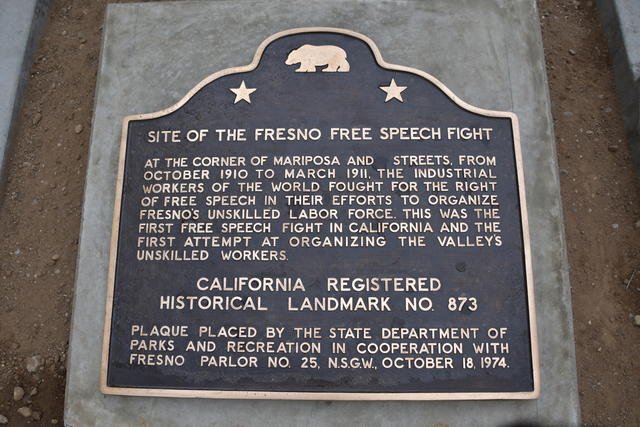 SITE OF THE FRESNO FREE SPEECH FIGHT
AT THE CORNER OF MARIPOSA AND STREETS, FROM
OCTOBER 1910 TO MARCH 1911, THE INDUSTRIAL
WORKERS OF THE WORLD FOUGHT FOR THE RIGHT
OF FREE SPEECH IN THEIR EFFORTS TO ORGANIZE
FRESNO'S UNSKILLED LABOR FORCE. THIS WAS THE
FIRST FREE SPEECH FIGHT IN CALIFORNIA AND THE
FIRST ATTEMPT AT ORGANIZING THE VALLEY'S
UNSKILLED WORKERS.
CALIFORNIA REGISTERED
HISTORICAL LANDMARK NO. 873
PLAQUE PLACED BY THE STATE DEPARTMENT OF
PARKS AND RECREATION IN COOPERATION WITH
FRESNO PARLOR NO. 25, N.S.G.W., OCTOBER 18, 1974.